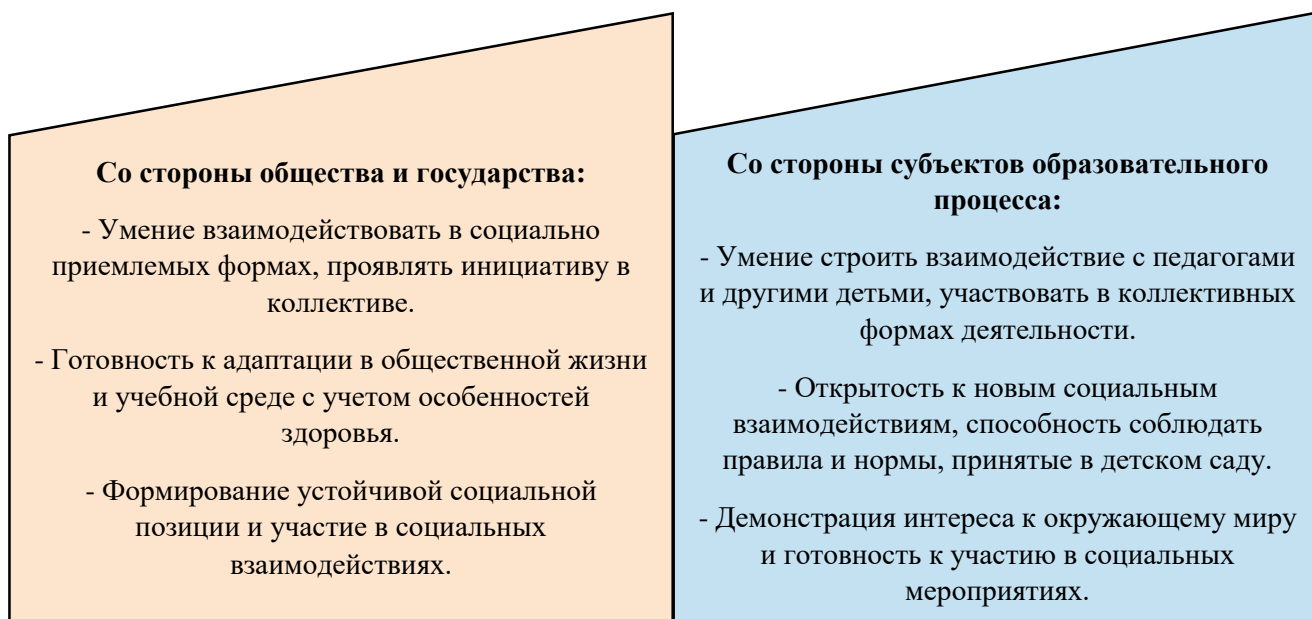 Со стороны общества и государства:
- Умение взаимодействовать в социально
приемлемых формах, проявлять инициативу в
коллективе.
- Готовность к адаптации в общественной жизни
и учебной среде с учетом особенностей
здоровья.
- Формирование устойчивой социальной
позиции и участие в социальных
взаимодействиях.
Со стороны субъектов образовательного
процесса:
- Умение строить взаимодействие с педагогами
и другими детьми, участвовать в коллективных
формах деятельности.
- Открытость к новым социальным
взаимодействиям, способность соблюдать
правила и нормы, принятые в детском саду.
- Демонстрация интереса к окружающему миру
и готовность к участию в социальных
мероприятиях.